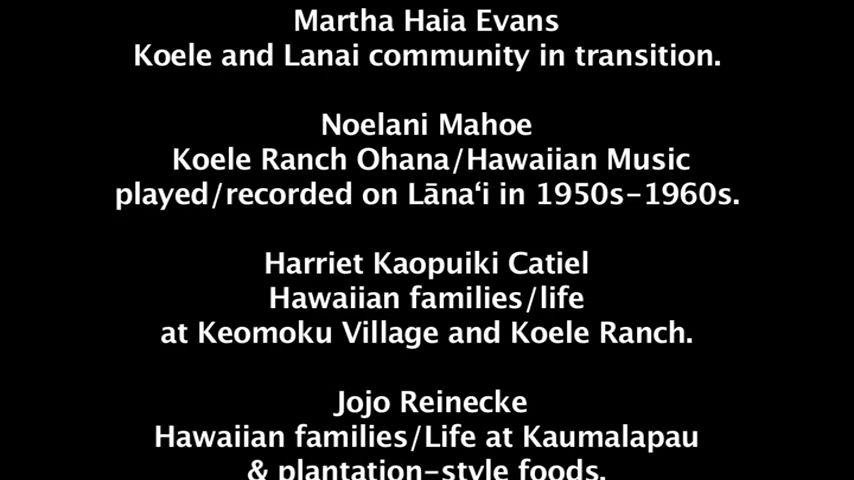 Martha Haia Evans
Koele and Lanai community in transition.
Noelani Mahoe
Koele Ranch Ohana/Hawaiian Music
played/recorded on Lānaʻi in 1950s-1960s.
Harriet Kaopuiki Catiel
Hawaiian families/life
at Keomoku Village and Koele Ranch.
Jojo Reinecke
Hawaiian families/Life at Kaumalapau
& plantation-style foods.